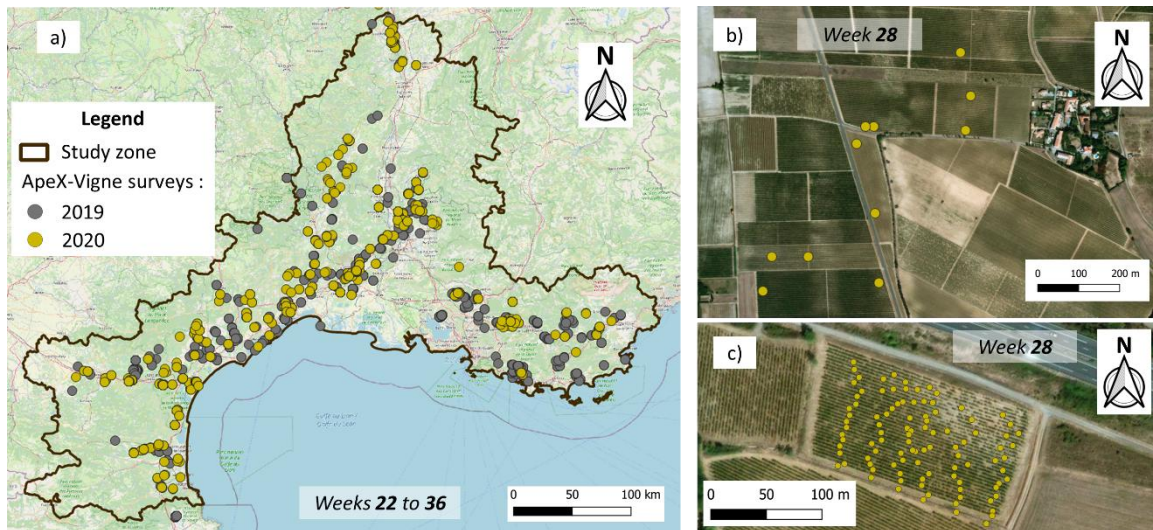 a)
N
Legend
Study zone
ApeX-Vigne surveys :
2019
2020
Weeks 22 to 36
0 50 100 km
b)
Week 28
N
0 100 200 m
c)
Week 28
N
0 50 100 m